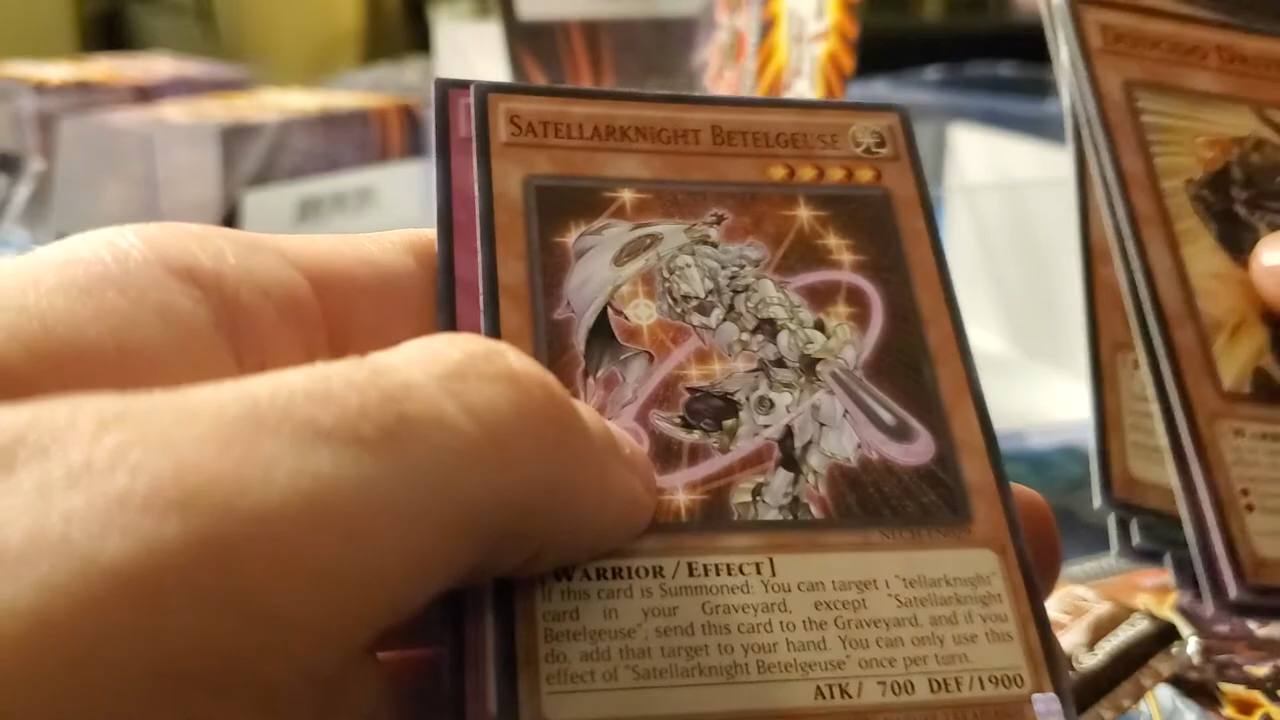 Satellarknight Betelgeuse
[Warrior/Effect]
If this card is Summoned: You can target 1 "tellarknight"
card in your Graveyard, except "Satellarknight
Betelgeuse"; send this card to the Graveyard, and if you
do, add that target to your hand. You can only use this
effect of "Satellarknight Betelgeuse" once per turn.
ATK/ 700 DEF/1900